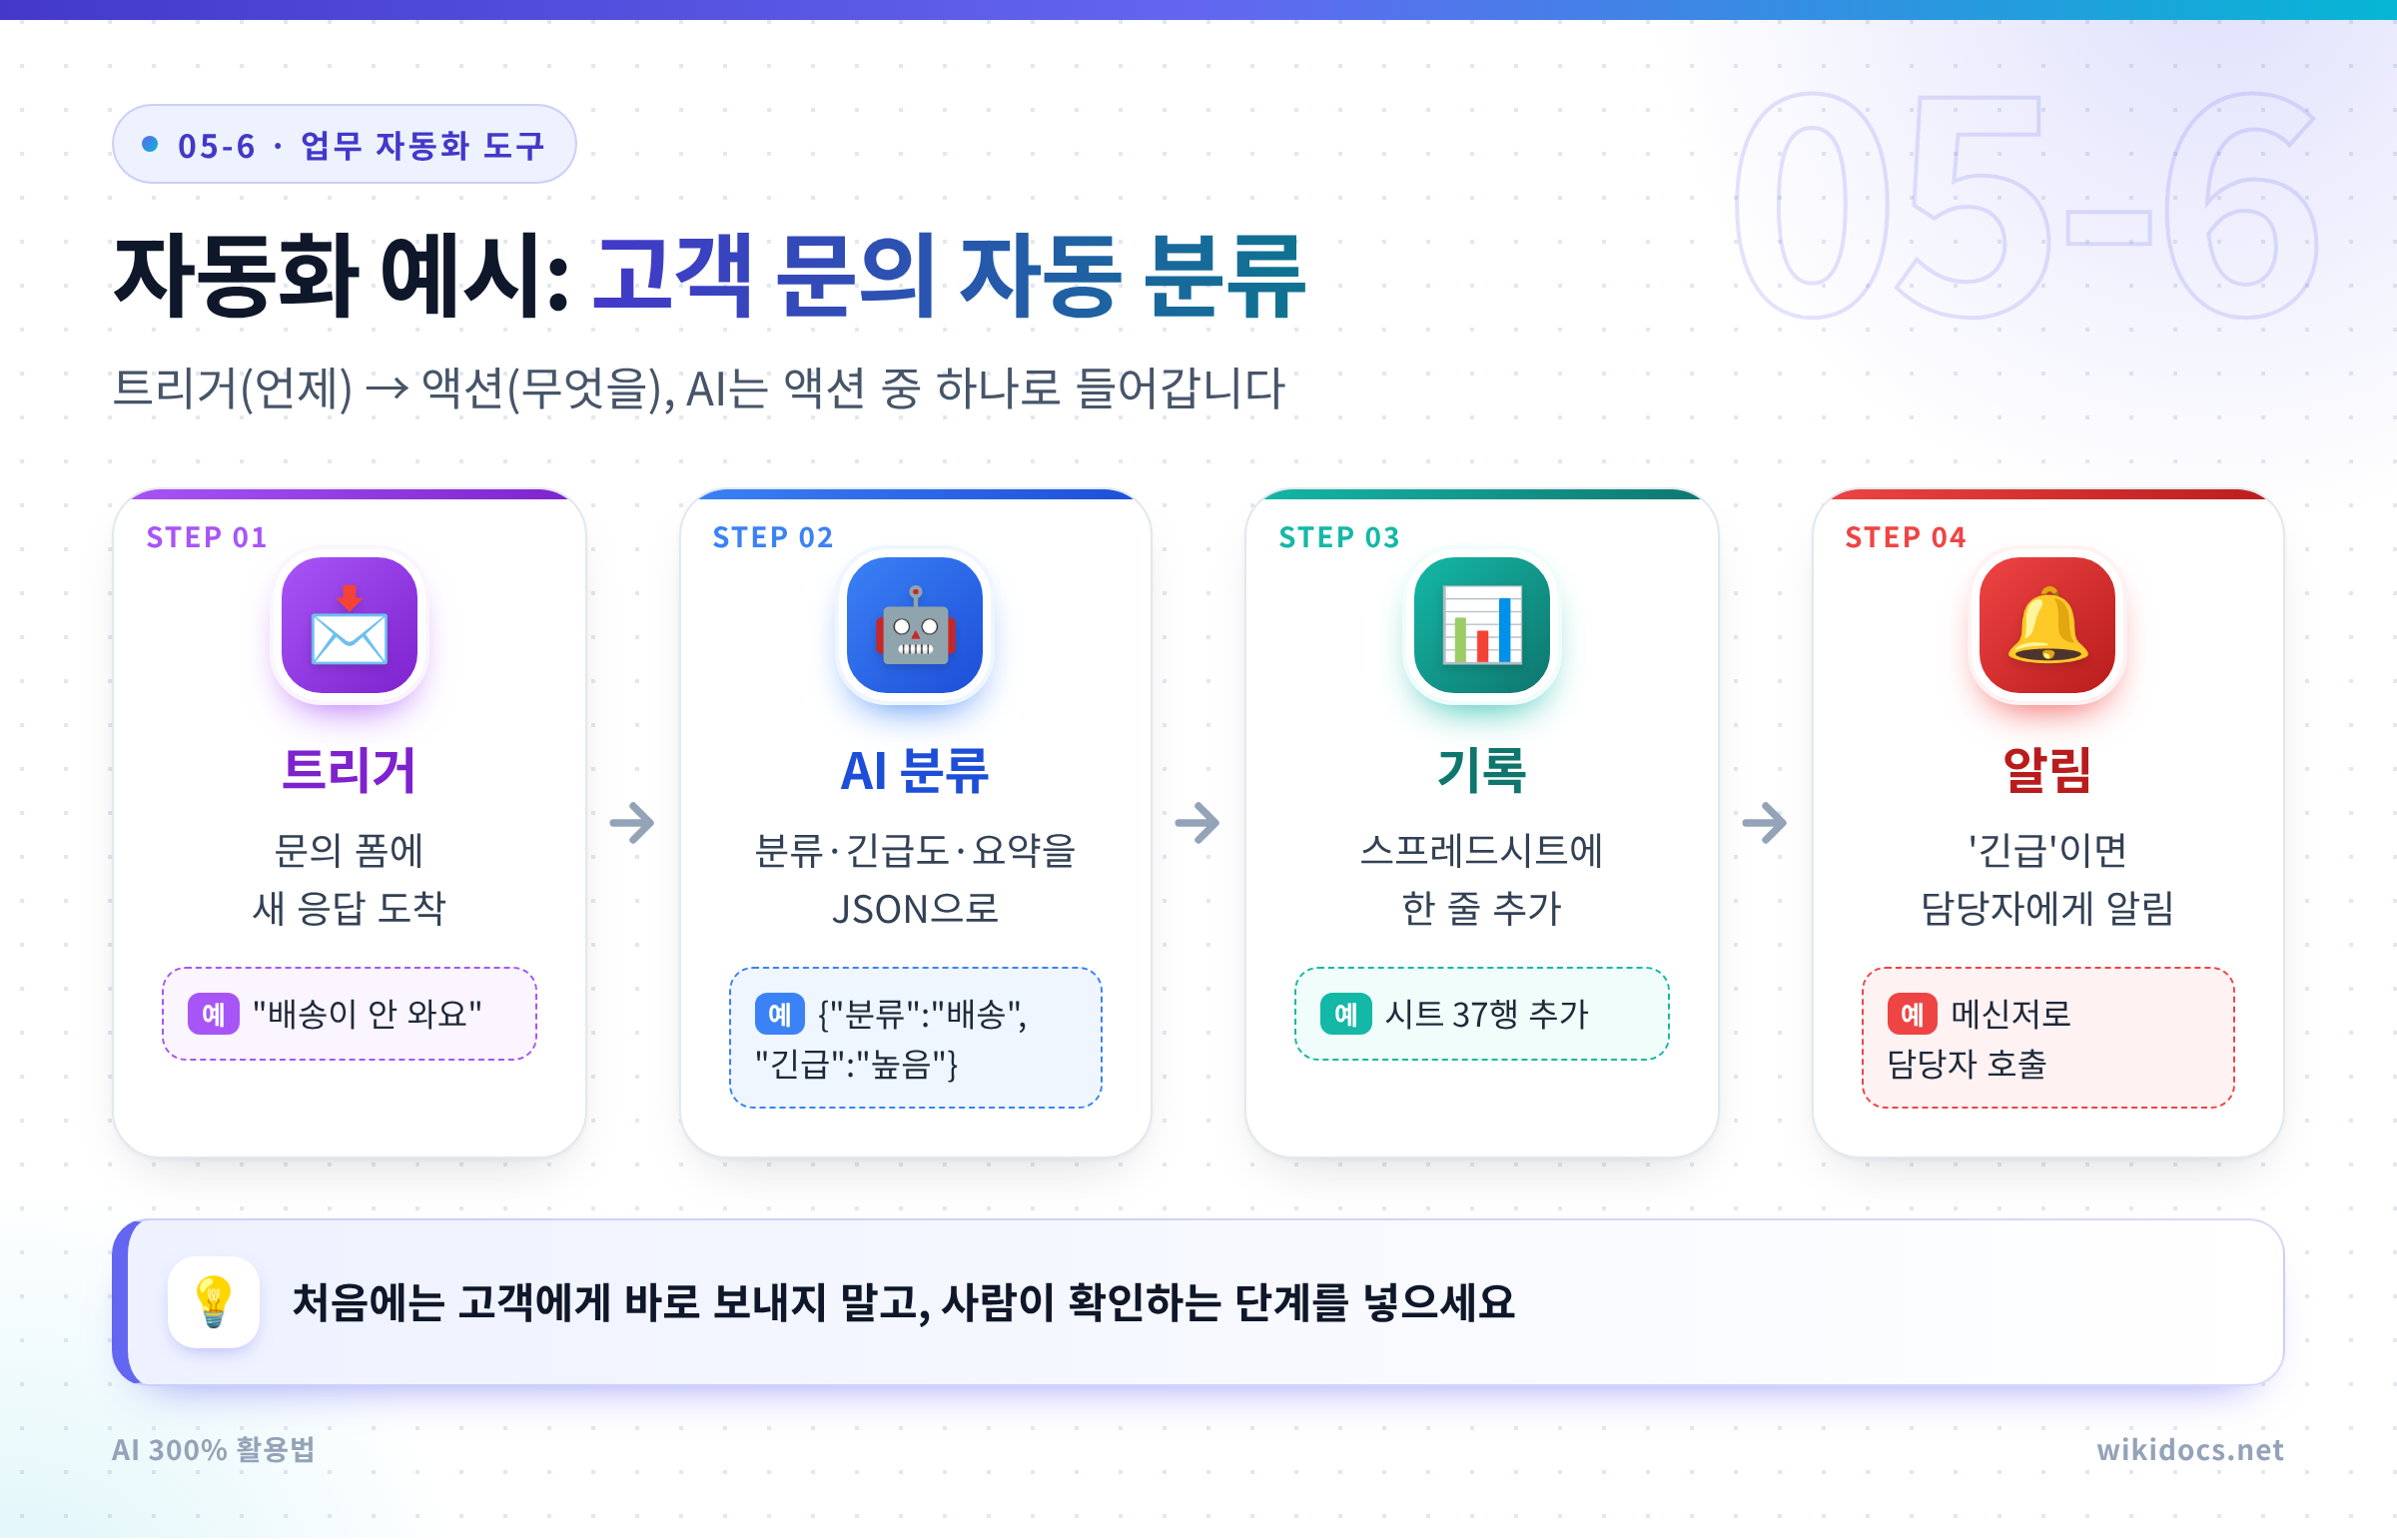 05-6 · 업무 자동화 도구
05-6
자동화 예시: 고객 문의 자동 분류
트리거(언제) → 액션(무엇을), AI는 액션 중 하나로 들어갑니다
STEP 01
트리거
문의 폼에
새 응답 도착
예 "배송이 안 와요"
STEP 02
AI 분류
분류·긴급도·요약을
JSON으로
예 {"분류":"배송",
"긴급":"높음"}
STEP 03
기록
스프레드시트에
한 줄 추가
예 시트 37행 추가
STEP 04
알림
'긴급'이면
담당자에게 알림
예 메신저로
담당자 호출
처음에는 고객에게 바로 보내지 말고, 사람이 확인하는 단계를 넣으세요
AI 300% 활용법
wikidocs.net